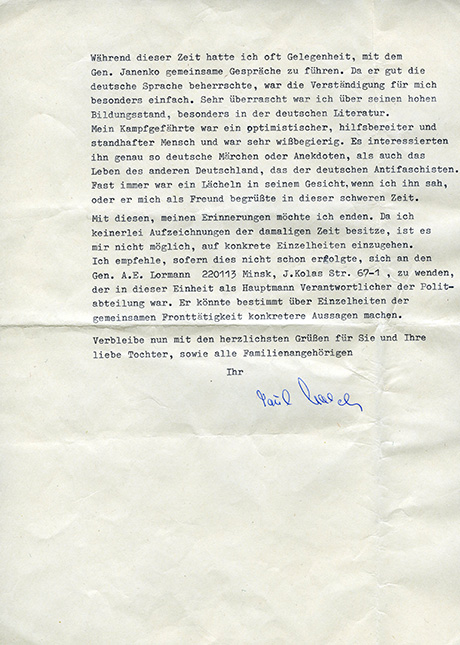 Während dieser Zeit hatte ich oft Gelegenheit, mit dem
Gen. Janenko gemeinsame Gespräche zu führen. Da er gut die
deutsche Sprache beherrschte, war die Verständigung für mich
besonders einfach. Sehr überrascht war ich über seinen hohen
Bildungsstand, besonders in der deutschen Literatur.
Mein Kampfgefährte war ein optimistischer, hilfsbereiter und
standhafter Mensch und war sehr wißbegierig. Es interessierten
ihn genau so deutsche Märchen oder Anekdoten, als auch das
Leben des anderen Deutschland, das der deutschen Antifaschisten.
Fast immer war ein Lächeln in seinem Gesicht,wenn ich ihn sah,
oder er mich als Freund begrüßte in dieser schweren Zeit.
Mit diesen, meinen Erinnerungen möchte ich enden. Da ich
keinerlei Aufzeichnungen der damaligen Zeit besitze, ist es
mir nicht möglich, auf konkrete Einzelheiten einzugehen.
Ich empfehle, sofern dies nicht schon erfolgte, sich an den
Gen. A.E. Lormann 220113 Minsk, J.Kolas Str. 67-1 , zu wenden,
der in dieser Einheit als Hauptmann Verantwortlicher der Polit-
abteilung war. Er könnte bestimmt über Einzelheiten der
gemeinsamen Fronttätigkeit konkretere Aussagen machen.
Verbleibe nun mit den herzlichsten Grüßen für Sie und Ihre
liebe Tochter, sowie alle Familienangehörigen
Ihr
Paul